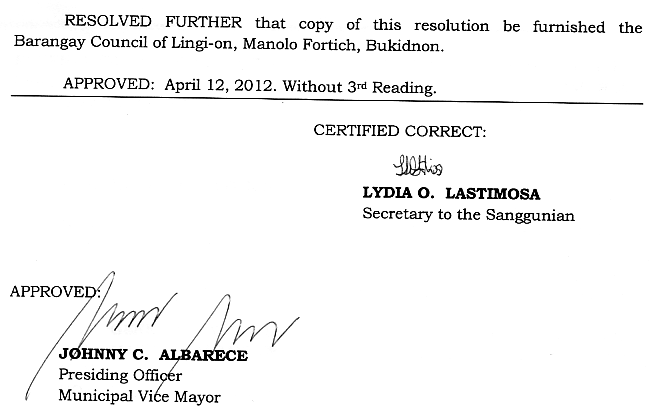 RESOLVED FURTHER that copy of this resolution be furnished the
Barangay Council of Lingi-on, Manolo Fortich, Bukidnon.
APPROVED: April 12, 2012. Without 3rd Reading.
CERTIFIED CORRECT:
LYDIA O. LASTIMOSA
Secretary to the Sanggunian
APPROVED:
JOHNNY C. ALBARECE
Presiding Officer
Municipal Vice Mayor